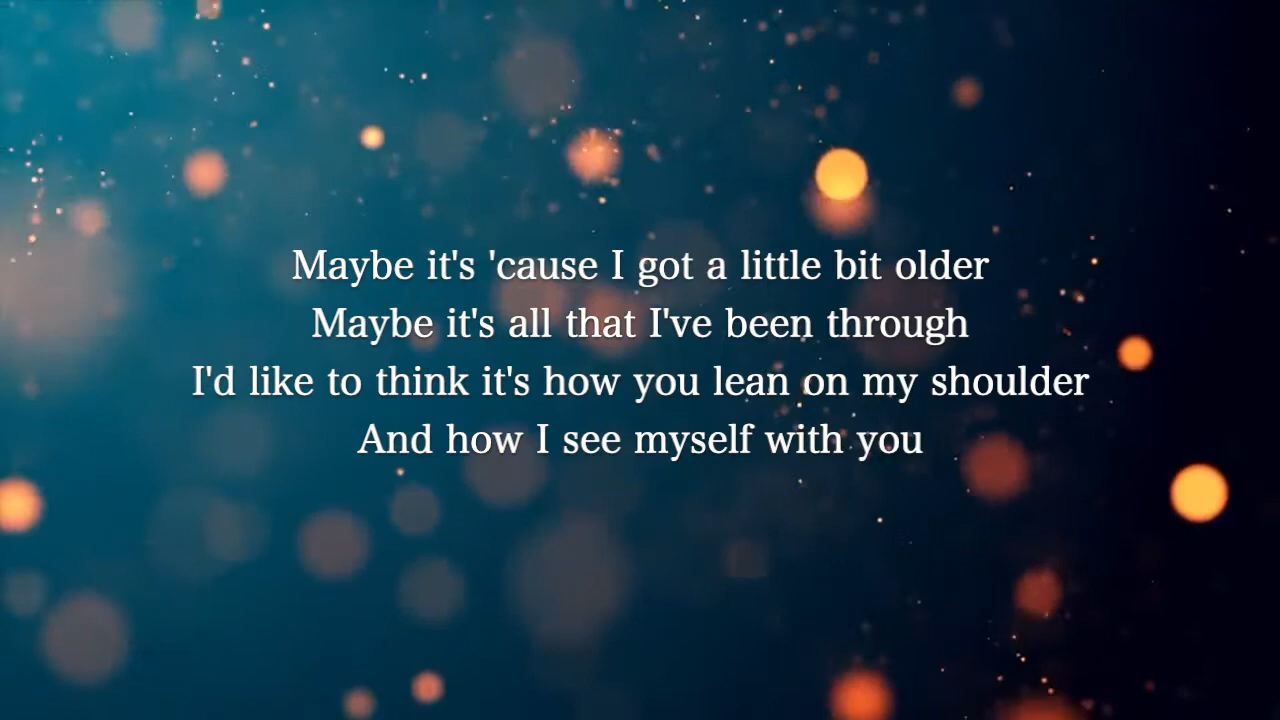 Maybe it's 'cause I got a little bit older
Maybe it's all that I've been through
I'd like to think it's how you lean on my shoulder
And how I see myself with you